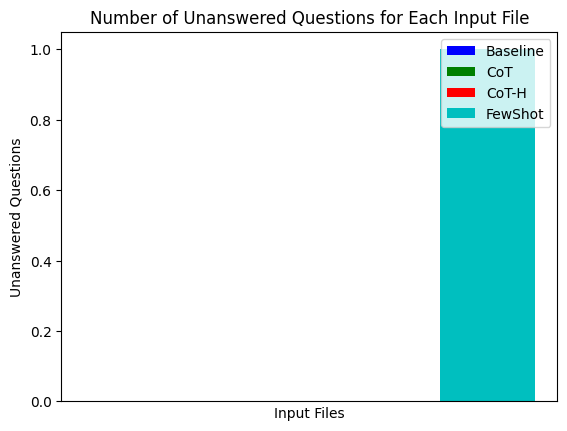 Number of Unanswered Questions for Each Input File
1.0
0.8
0.6
0.4
0.2
0.0
Unanswered Questions
Baseline
CoT
CoT-H
FewShot
Input Files